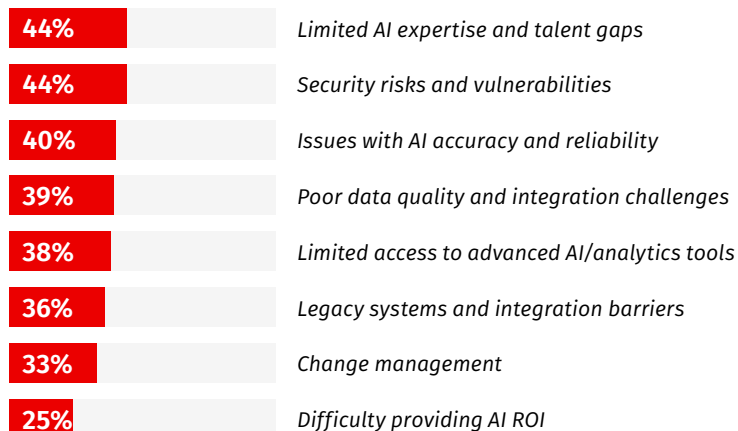 44% Limited AI expertise and talent gaps
44% Security risks and vulnerabilities
40% Issues with AI accuracy and reliability
39% Poor data quality and integration challenges
38% Limited access to advanced AI/analytics tools
36% Legacy systems and integration barriers
33% Change management
25% Difficulty providing AI ROI